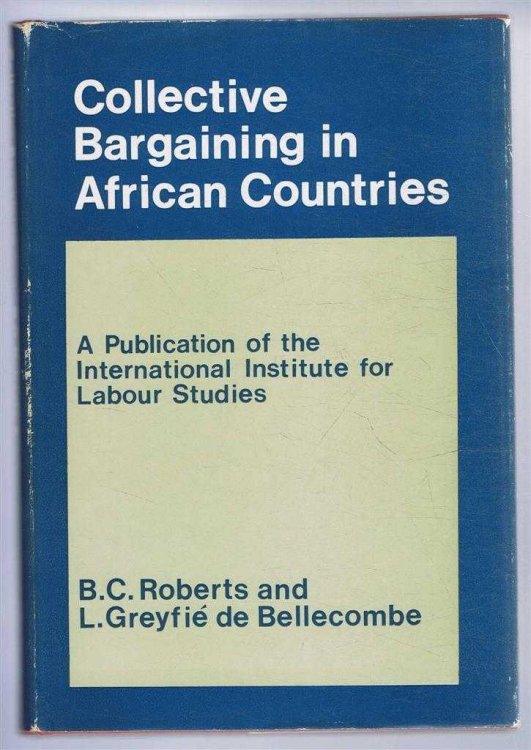 Collective
Bargaining in
African Countries
A Publication of the
International Institute for
Labour Studies
B.C. Roberts and
L.Greyfié de Bellecombe